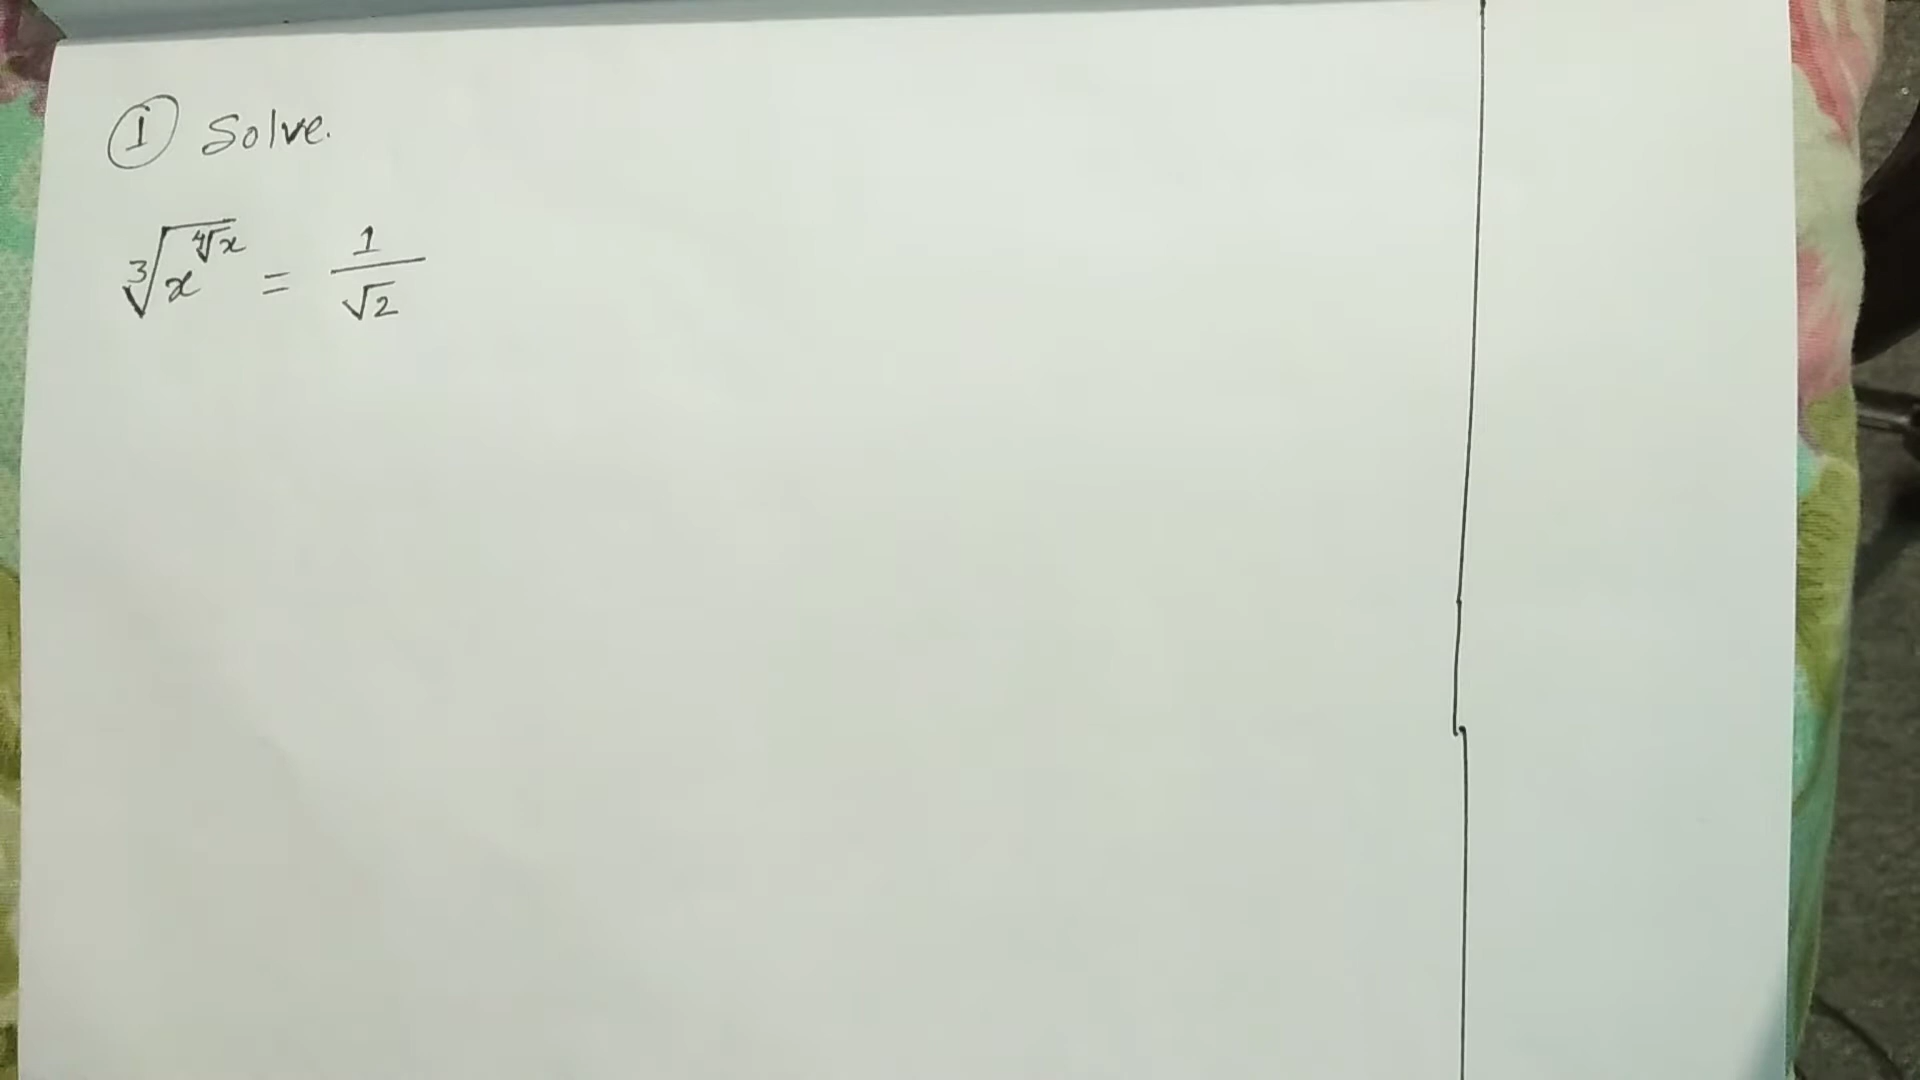 ① Solve.
∛(x^(∜x)) = 1/√2